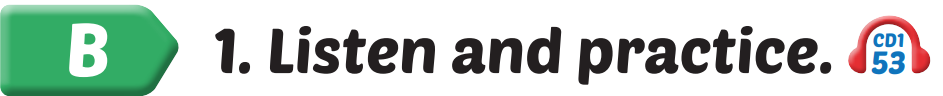 B 1. Listen and practice. CD1
53